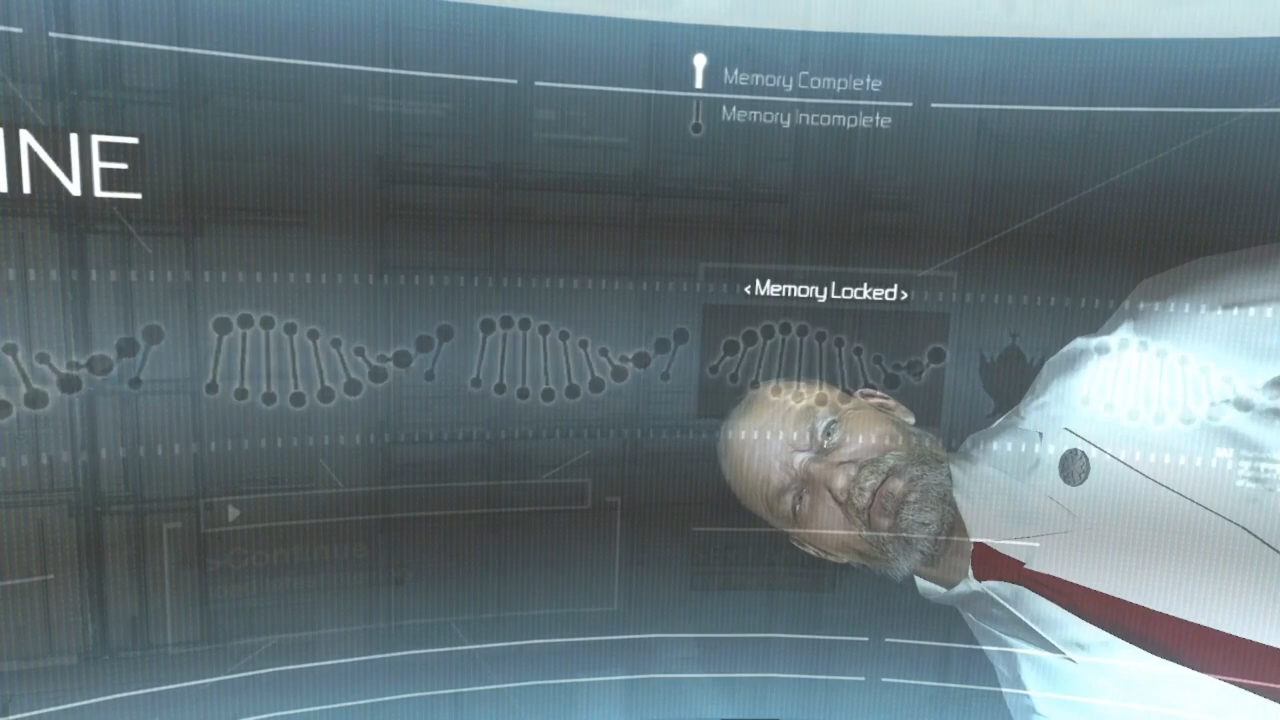 Memory Complete
Memory Incomplete
INE
‹ Memory Locked ›